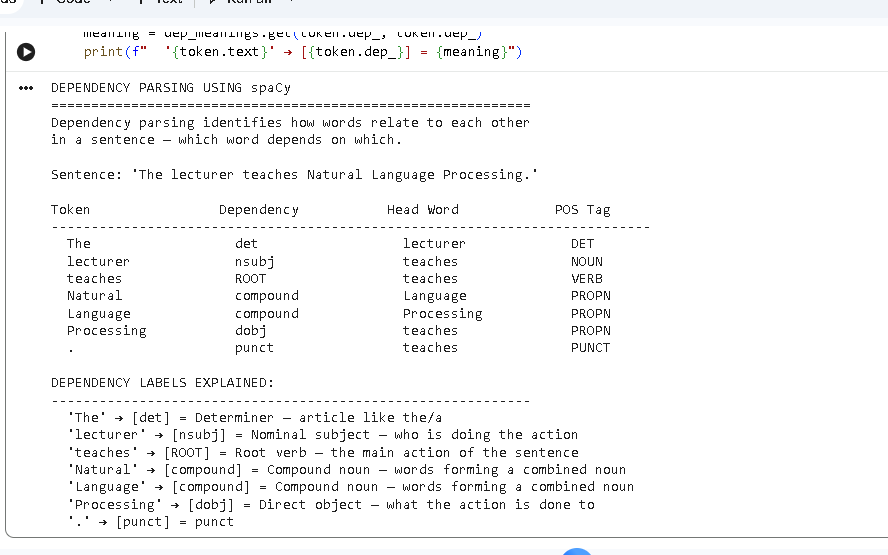 Code Text Run all
meaning = dep_meanings.get(token.dep_, token.dep_)
print(f"  '{token.text}' → [{token.dep_}] = {meaning}")
DEPENDENCY PARSING USING spaCy
============================================================
Dependency parsing identifies how words relate to each other
in a sentence — which word depends on which.
Sentence: 'The lecturer teaches Natural Language Processing.'
Token Dependency Head Word POS Tag
---------------------------------------------------------------------------
The det lecturer DET
lecturer nsubj teaches NOUN
teaches ROOT teaches VERB
Natural compound Language PROPN
Language compound Processing PROPN
Processing dobj teaches PROPN
. punct teaches PUNCT
DEPENDENCY LABELS EXPLAINED:
------------------------------------------------------------
'The' → [det] = Determiner — article like the/a
'lecturer' → [nsubj] = Nominal subject — who is doing the action
'teaches' → [ROOT] = Root verb — the main action of the sentence
'Natural' → [compound] = Compound noun — words forming a combined noun
'Language' → [compound] = Compound noun — words forming a combined noun
'Processing' → [dobj] = Direct object — what the action is done to
'.' → [punct] = punct